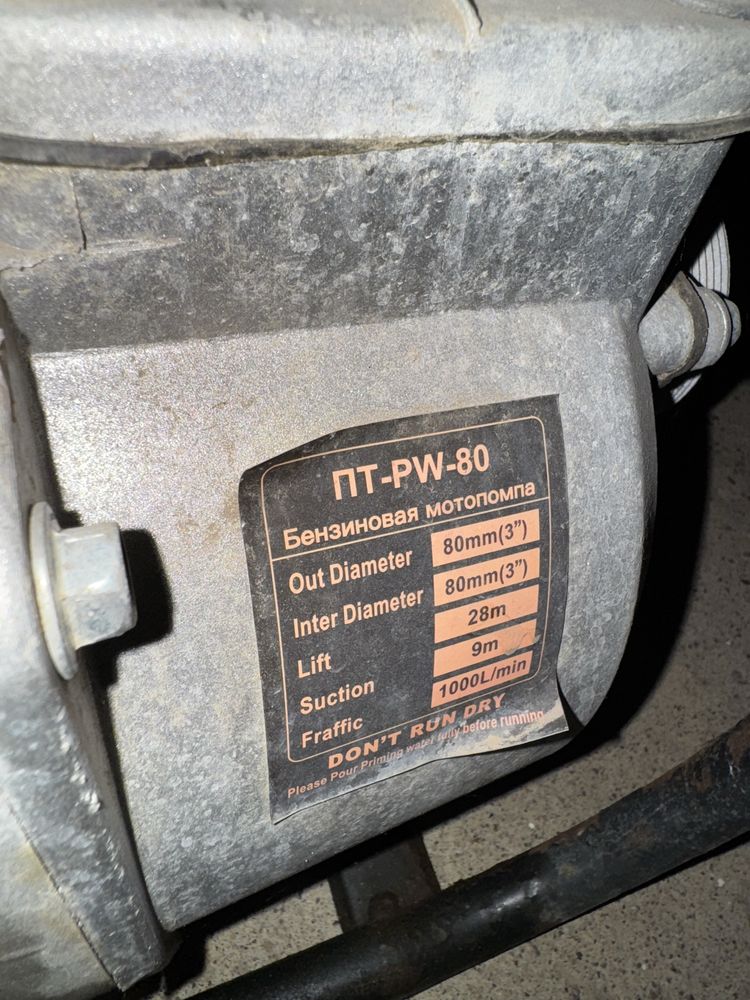 ПТ-PW-80
Бензиновая мотопомпа
Out Diameter 80mm(3”)
Inter Diameter 80mm(3”)
Lift 28m
Suction 9m
Fraffic 1000L/min
DON'T RUN DRY
Please Pour Priming water fully before running